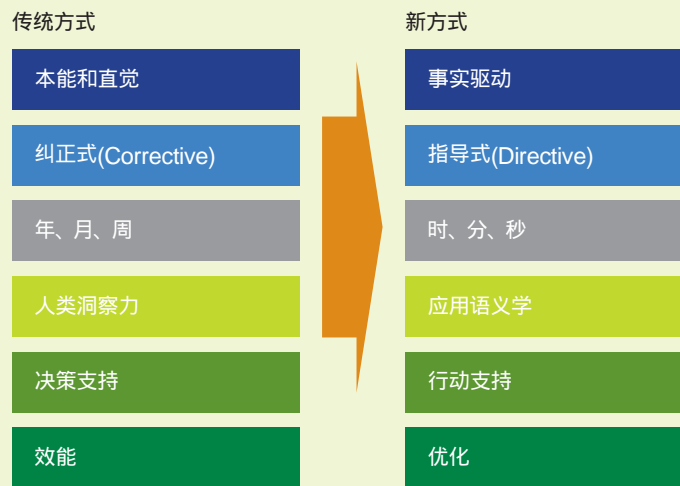 传统方式
新方式
本能和直觉
事实驱动
纠正式(Corrective)
指导式(Directive)
年、月、周
时、分、秒
人类洞察力
应用语义学
决策支持
行动支持
效能
优化